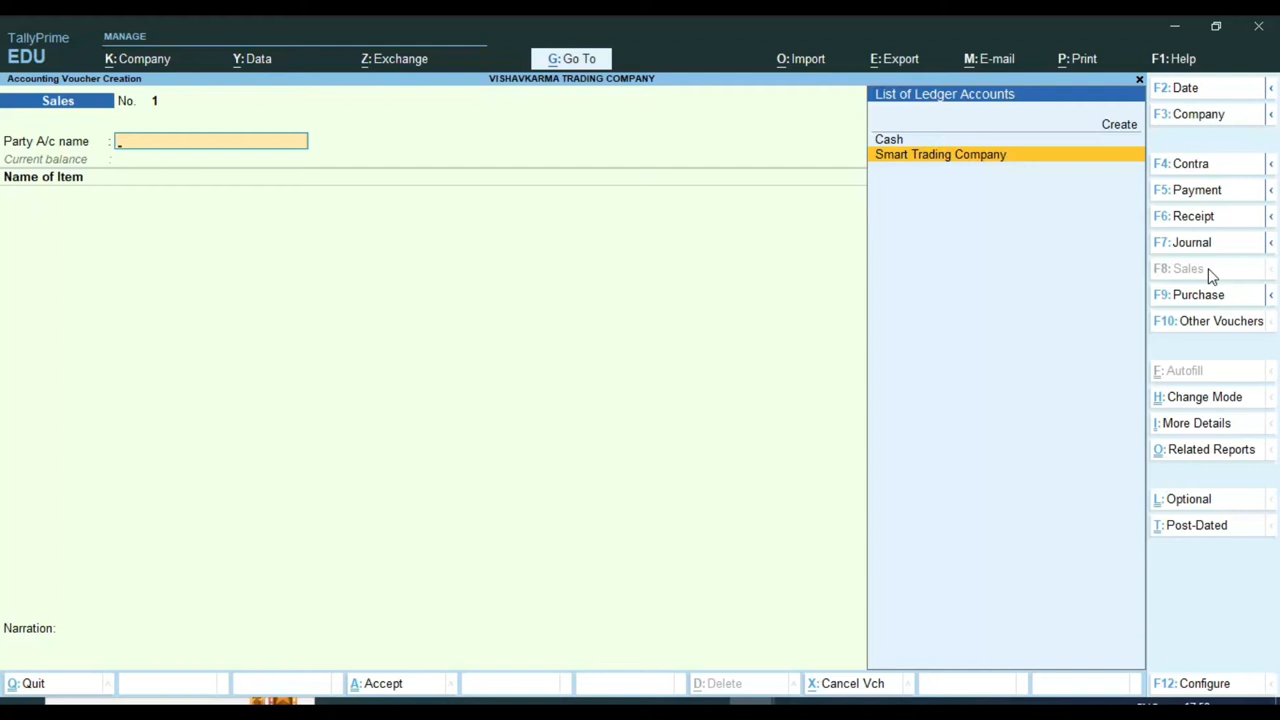 TallyPrime
EDU
MANAGE
K:Company
Y:Data
Z:Exchange
G:Go To
O:Import
E:Export
M:E-mail
P:Print
F1:Help
Accounting Voucher Creation
VISHAVKARMA TRADING COMPANY
Sales No. 1
Party A/c name :
Current balance :
Name of Item
Narration:
List of Ledger Accounts
Create
Cash
Smart Trading Company
F2:Date
F3:Company
F4:Contra
F5:Payment
F6:Receipt
F7:Journal
F8:Sales
F9:Purchase
F10:Other Vouchers
F:Autofill
H:Change Mode
I:More Details
O:Related Reports
L:Optional
T:Post-Dated
Q:Quit
A:Accept
D:Delete
X:Cancel Vch
F12:Configure